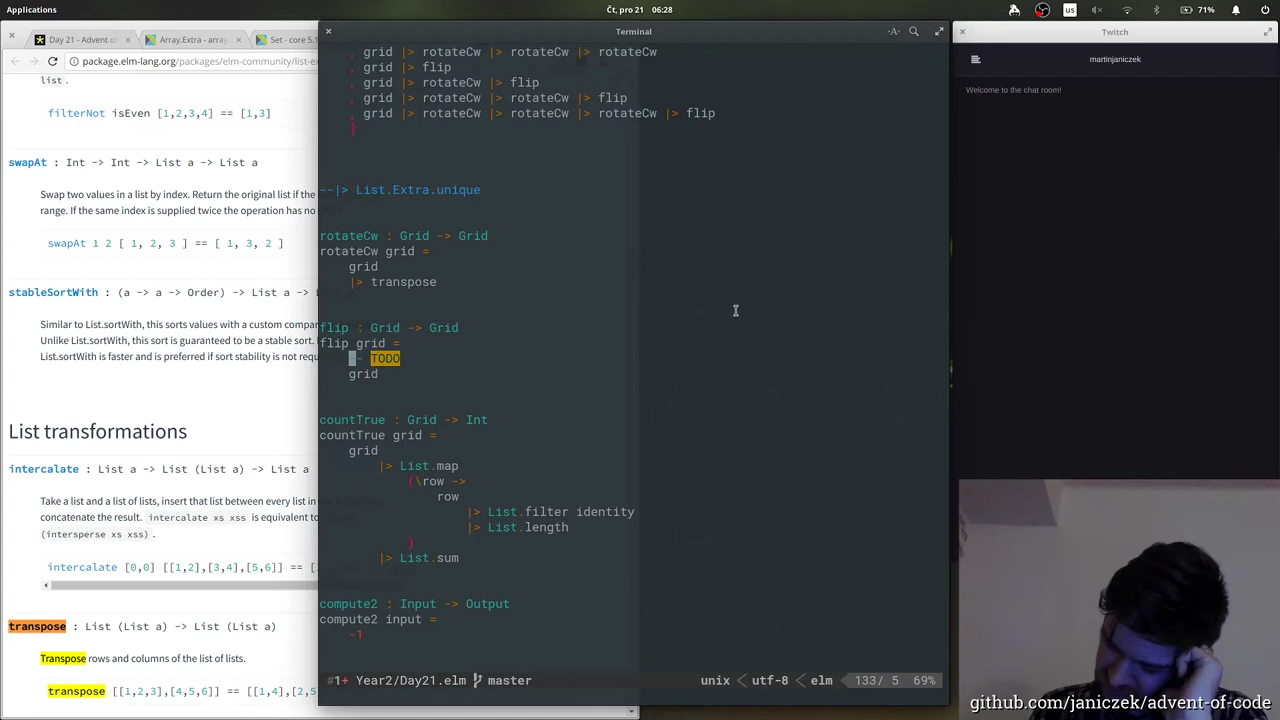 Applications
Čt, pro 21 06:28
us
71%
Day 21 - Advent of
Array.Extra - array
Set - core 5.1
package.elm-lang.org/packages/elm-community/list-ex
list.
filterNot isEven [1,2,3,4] == [1,3]
swapAt : Int -> Int -> List a -> List a
Swap two values in a list by index. Return the original list if the
range. If the same index is supplied twice the operation has no
swapAt 1 2 [ 1, 2, 3 ] == [ 1, 3, 2 ]
stableSortWith : (a -> a -> Order) -> List a -> L
Similar to List.sortWith, this sorts values with a custom compar
Unlike List.sortWith, this sort is guaranteed to be a stable sort.
List.sortWith is faster and is preferred if sort stability is not requ
List transformations
intercalate : List a -> List (List a) -> List a
Take a list and a list of lists, insert that list between every list in
concatenate the result. intercalate xs xss is equivalent to
(intersperse xs xss).
intercalate [0,0] [[1,2],[3,4],[5,6]] == [
transpose : List (List a) -> List (List a)
Transpose rows and columns of the list of lists.
transpose [[1,2,3],[4,5,6]] == [[1,4],[2,5
Terminal
-A-
, grid |> rotateCw |> rotateCw |> rotateCw
, grid |> flip
, grid |> rotateCw |> flip
, grid |> rotateCw |> rotateCw |> flip
, grid |> rotateCw |> rotateCw |> rotateCw |> flip
]
--|> List.Extra.unique
rotateCw : Grid -> Grid
rotateCw grid =
grid
|> transpose
flip : Grid -> Grid
flip grid =
-- TODO
grid
countTrue : Grid -> Int
countTrue grid =
grid
|> List.map
(\row ->
row
|> List.filter identity
|> List.length
)
|> List.sum
compute2 : Input -> Output
compute2 input =
-1
#1+ Year2/Day21.elm master
unix < utf-8 < elm 133/ 5 69%
Twitch
martinjaniczek
Welcome to the chat room!
github.com/janiczek/advent-of-code